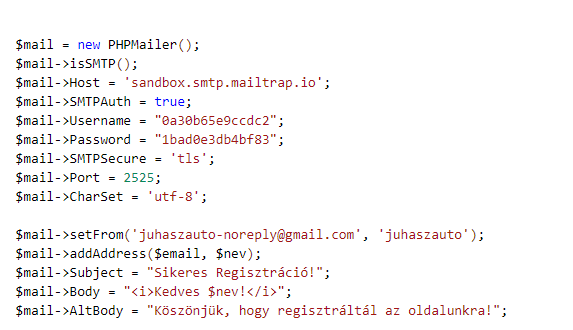 $mail = new PHPMailer();
$mail->isSMTP();
$mail->Host = 'sandbox.smtp.mailtrap.io';
$mail->SMTPAuth = true;
$mail->Username = "0a30b65e9ccdc2";
$mail->Password = "1bad0e3db4bf83";
$mail->SMTPSecure = 'tls';
$mail->Port = 2525;
$mail->CharSet = 'utf-8';
$mail->setFrom('juhaszauto-noreply@gmail.com', 'juhaszauto');
$mail->addAddress($email, $nev);
$mail->Subject = "Sikeres Regisztráció!";
$mail->Body = "<i>Kedves $nev!</i>";
$mail->AltBody = "Köszönjük, hogy regisztráltál az oldalunkra!";